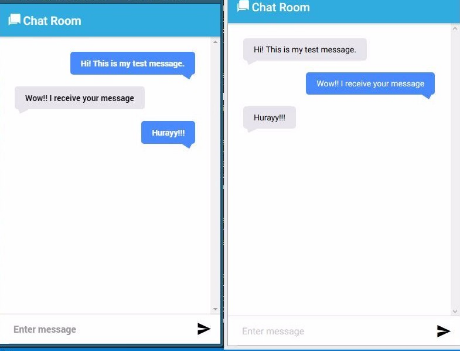 Chat Room
Hi! This is my test message.
Wow!! I receive your message
Hurayy!!!
Enter message
Chat Room
Hi! This is my test message.
Wow!! I receive your message
Hurayy!!!
Enter message